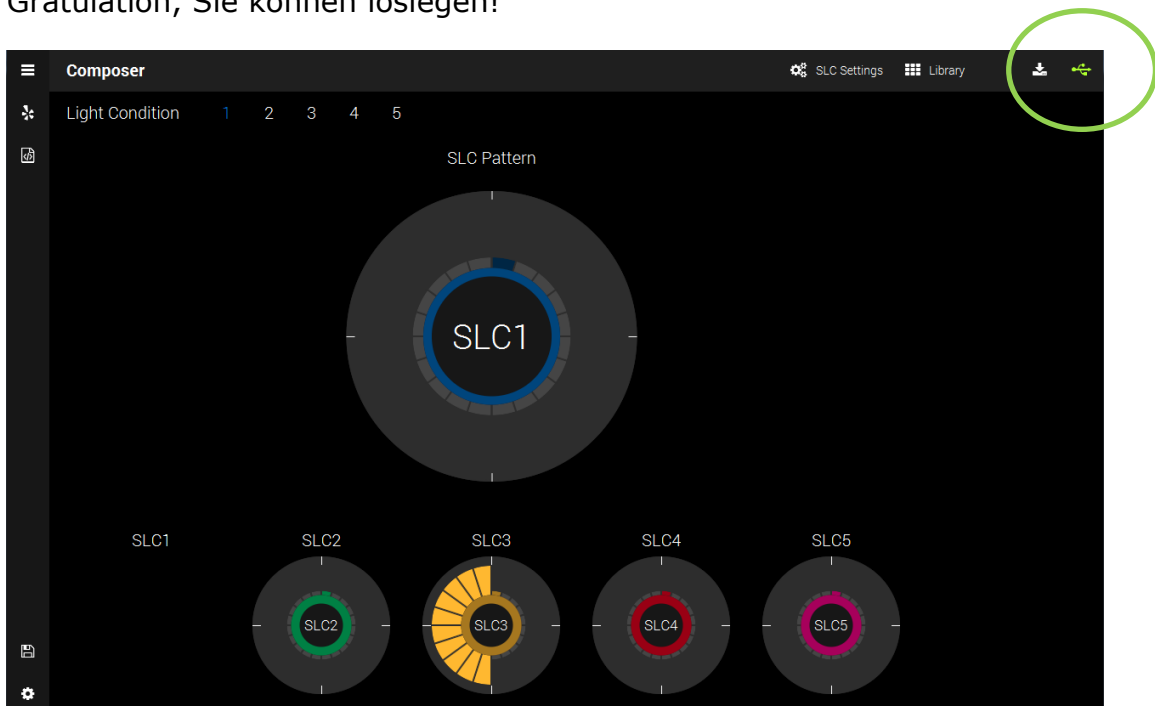 Gratulation, Sie können loslegen!
Composer
SLC Settings
Library
Light Condition 1 2 3 4 5
SLC Pattern
SLC1
SLC1 SLC2 SLC3 SLC4 SLC5
SLC2 SLC3 SLC4 SLC5